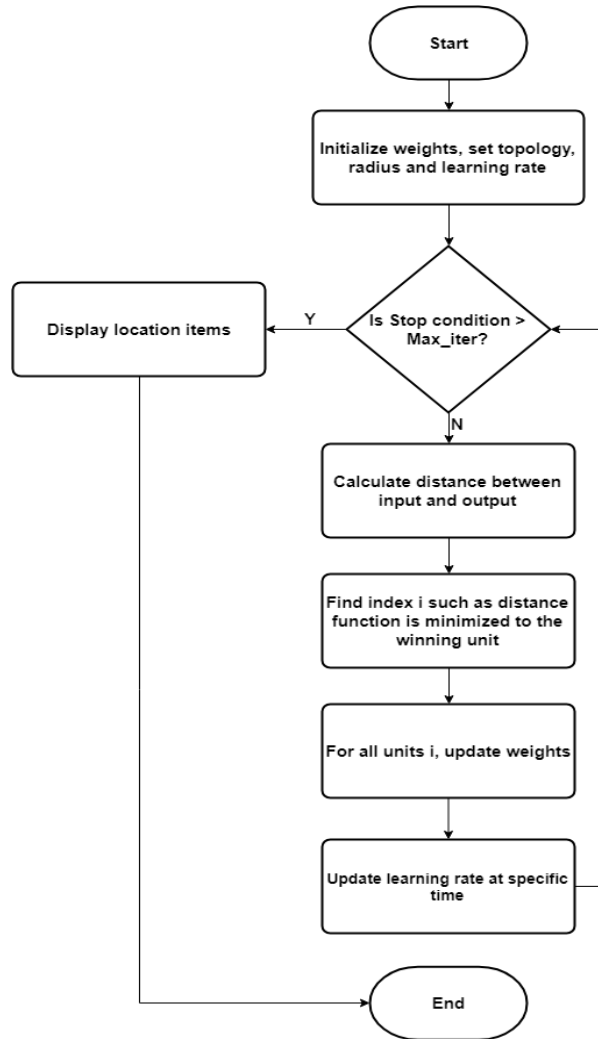 Start
Initialize weights, set topology,
radius and learning rate
Is Stop condition >
Max_iter?
Y
Display location items
N
Calculate distance between
input and output
Find index i such as distance
function is minimized to the
winning unit
For all units i, update weights
Update learning rate at specific
time
End